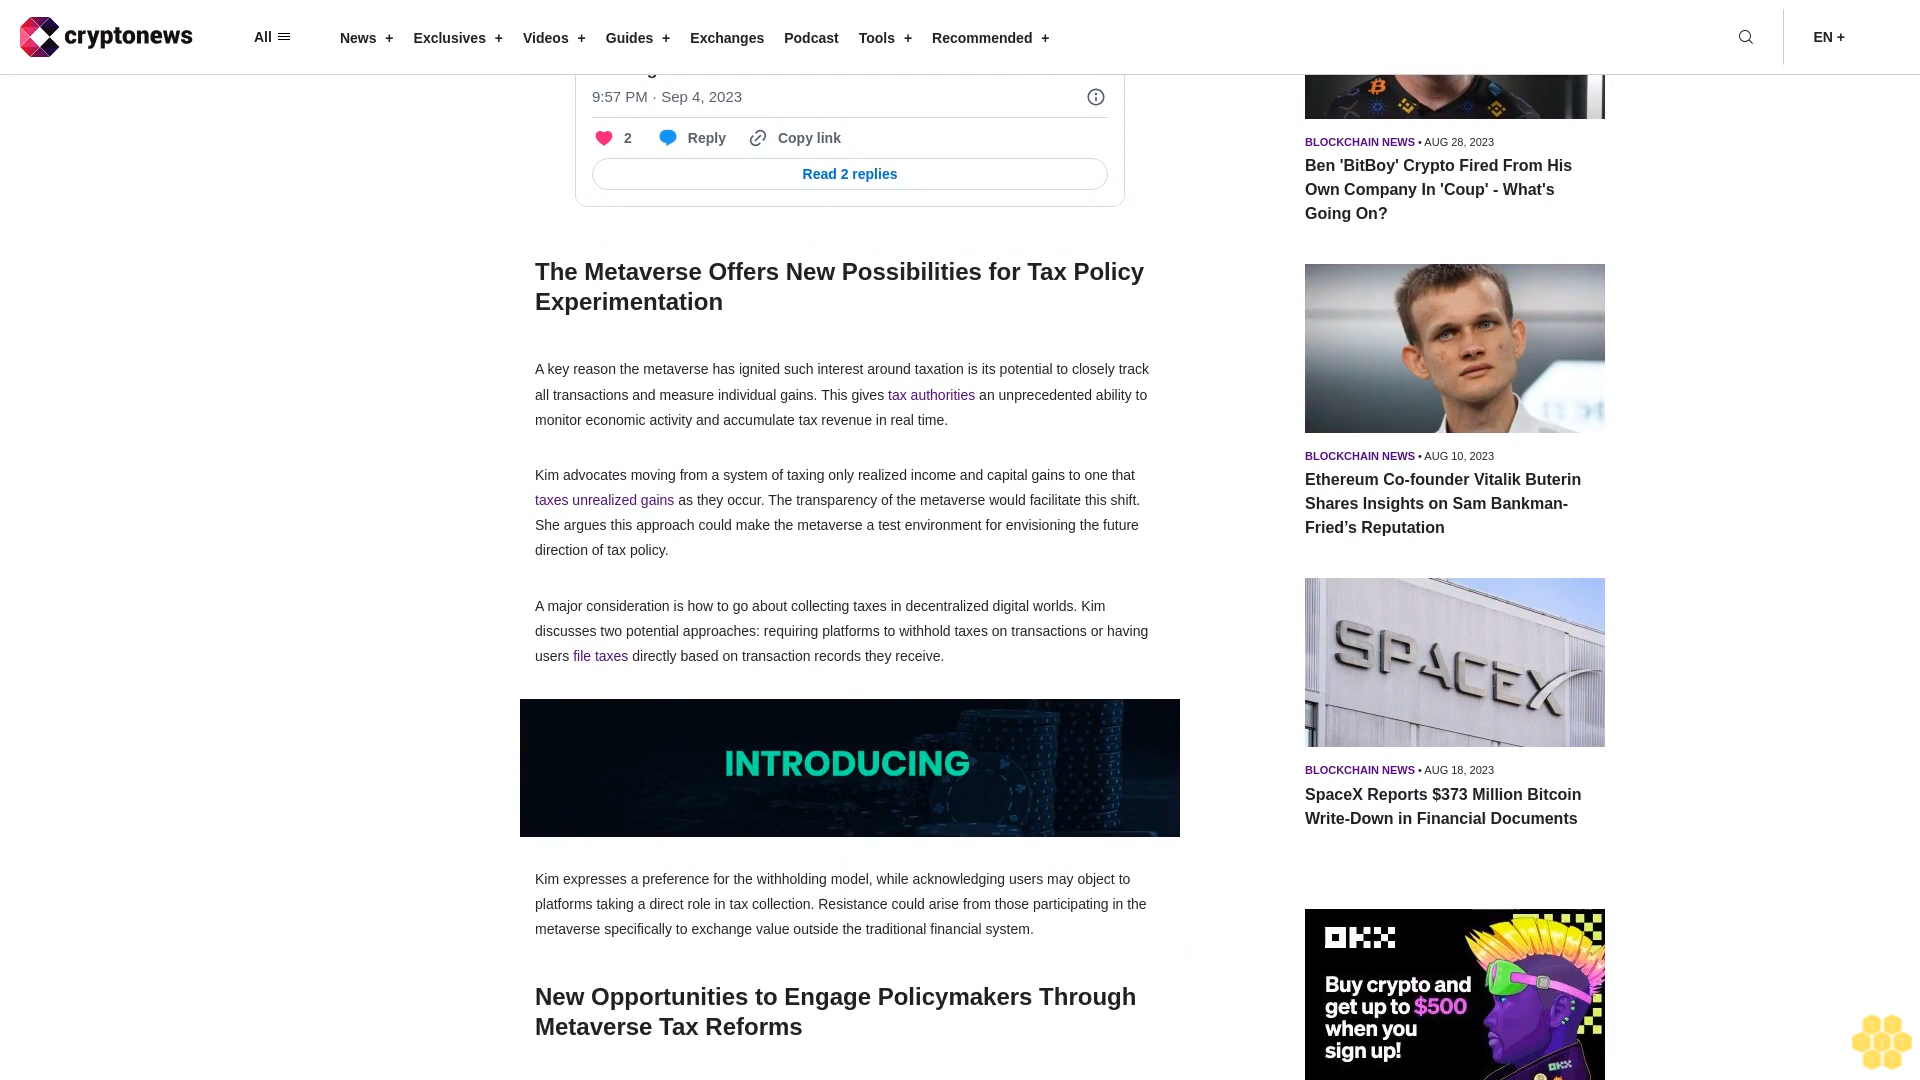 cryptonews
All
News +
Exclusives +
Videos +
Guides +
Exchanges
Podcast
Tools +
Recommended +
EN +
9:57 PM · Sep 4, 2023
2
Reply
Copy link
Read 2 replies
The Metaverse Offers New Possibilities for Tax Policy
Experimentation
A key reason the metaverse has ignited such interest around taxation is its potential to closely track
all transactions and measure individual gains. This gives tax authorities an unprecedented ability to
monitor economic activity and accumulate tax revenue in real time.
Kim advocates moving from a system of taxing only realized income and capital gains to one that
taxes unrealized gains as they occur. The transparency of the metaverse would facilitate this shift.
She argues this approach could make the metaverse a test environment for envisioning the future
direction of tax policy.
A major consideration is how to go about collecting taxes in decentralized digital worlds. Kim
discusses two potential approaches: requiring platforms to withhold taxes on transactions or having
users file taxes directly based on transaction records they receive.
INTRODUCING
Kim expresses a preference for the withholding model, while acknowledging users may object to
platforms taking a direct role in tax collection. Resistance could arise from those participating in the
metaverse specifically to exchange value outside the traditional financial system.
New Opportunities to Engage Policymakers Through
Metaverse Tax Reforms
BLOCKCHAIN NEWS • AUG 28, 2023
Ben 'BitBoy' Crypto Fired From His
Own Company In 'Coup' - What's
Going On?
BLOCKCHAIN NEWS • AUG 10, 2023
Ethereum Co-founder Vitalik Buterin
Shares Insights on Sam Bankman-
Fried’s Reputation
SPACEX
BLOCKCHAIN NEWS • AUG 18, 2023
SpaceX Reports $373 Million Bitcoin
Write-Down in Financial Documents
OKX
Buy crypto and
get up to $500
when you
sign up!
OKX